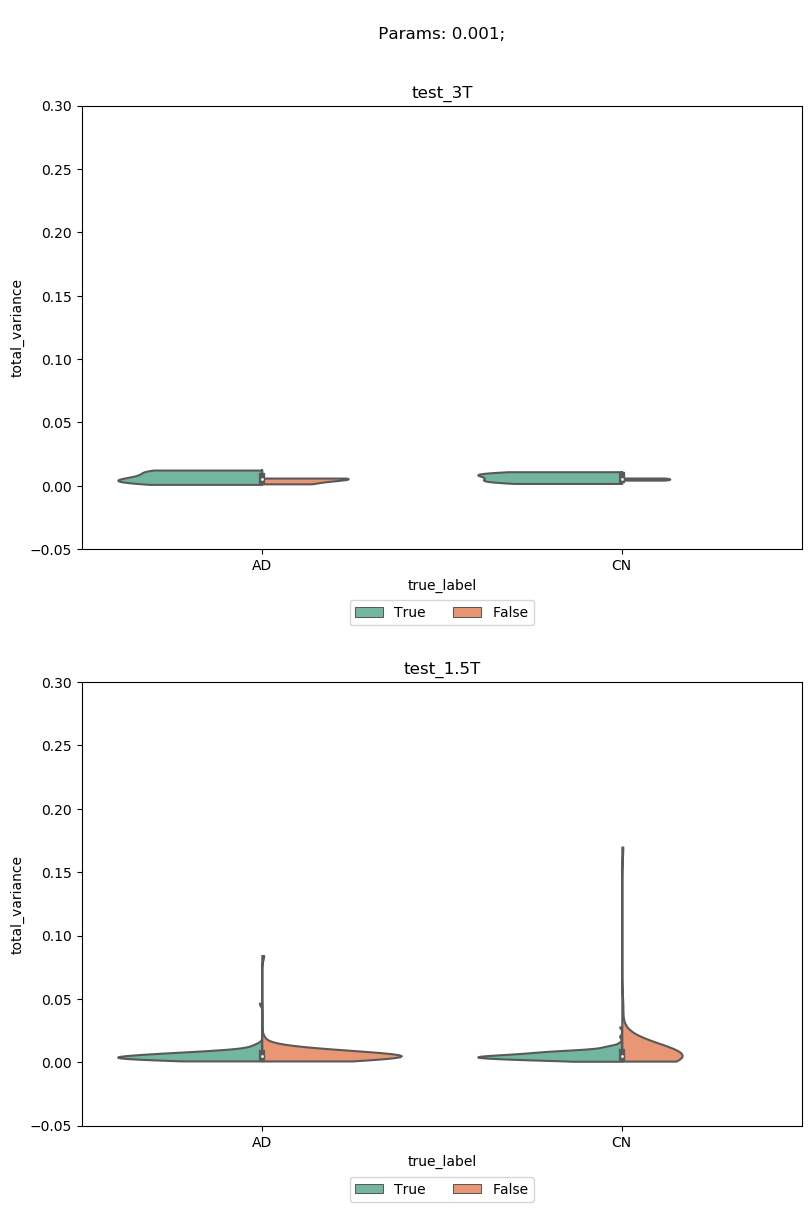 Params: 0.001;
test_3T
0.30
0.25
0.20
0.15
0.10
0.05
0.00
−0.05
total_variance
AD CN
true_label
True False
test_1.5T
0.30
0.25
0.20
0.15
0.10
0.05
0.00
−0.05
total_variance
AD CN
true_label
True False